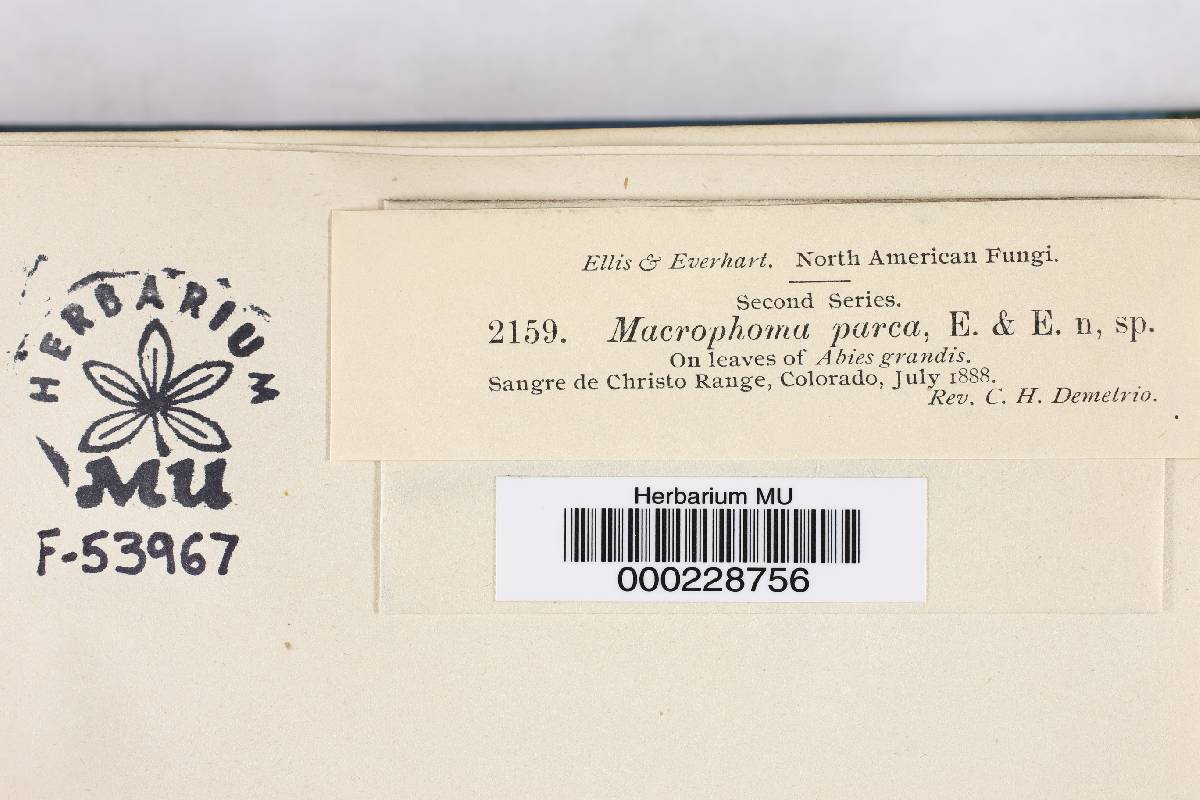 Ellis & Everhart. North American Fungi.
Second Series.
2159. Macrophoma parca, E. & E. n, sp.
On leaves of Abies grandis.
Sangre de Christo Range, Colorado, July 1888.
Rev. C. H. Demetrio.
HERBARIUM
MU
F-53967
Herbarium MU
000228756